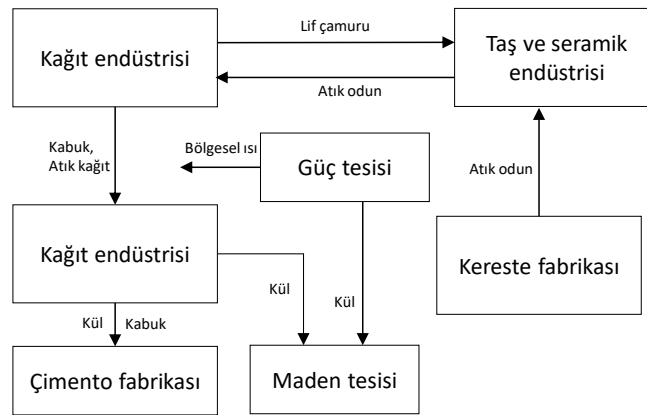 Kağıt endüstrisi
Lif çamuru
Atık odun
Taş ve seramik
endüstrisi
Kabuk,
Atık kağıt
Bölgesel ısı
Güç tesisi
Atık odun
Kağıt endüstrisi
Kül
Kül
Kereste fabrikası
Kül
Kabuk
Çimento fabrikası
Maden tesisi